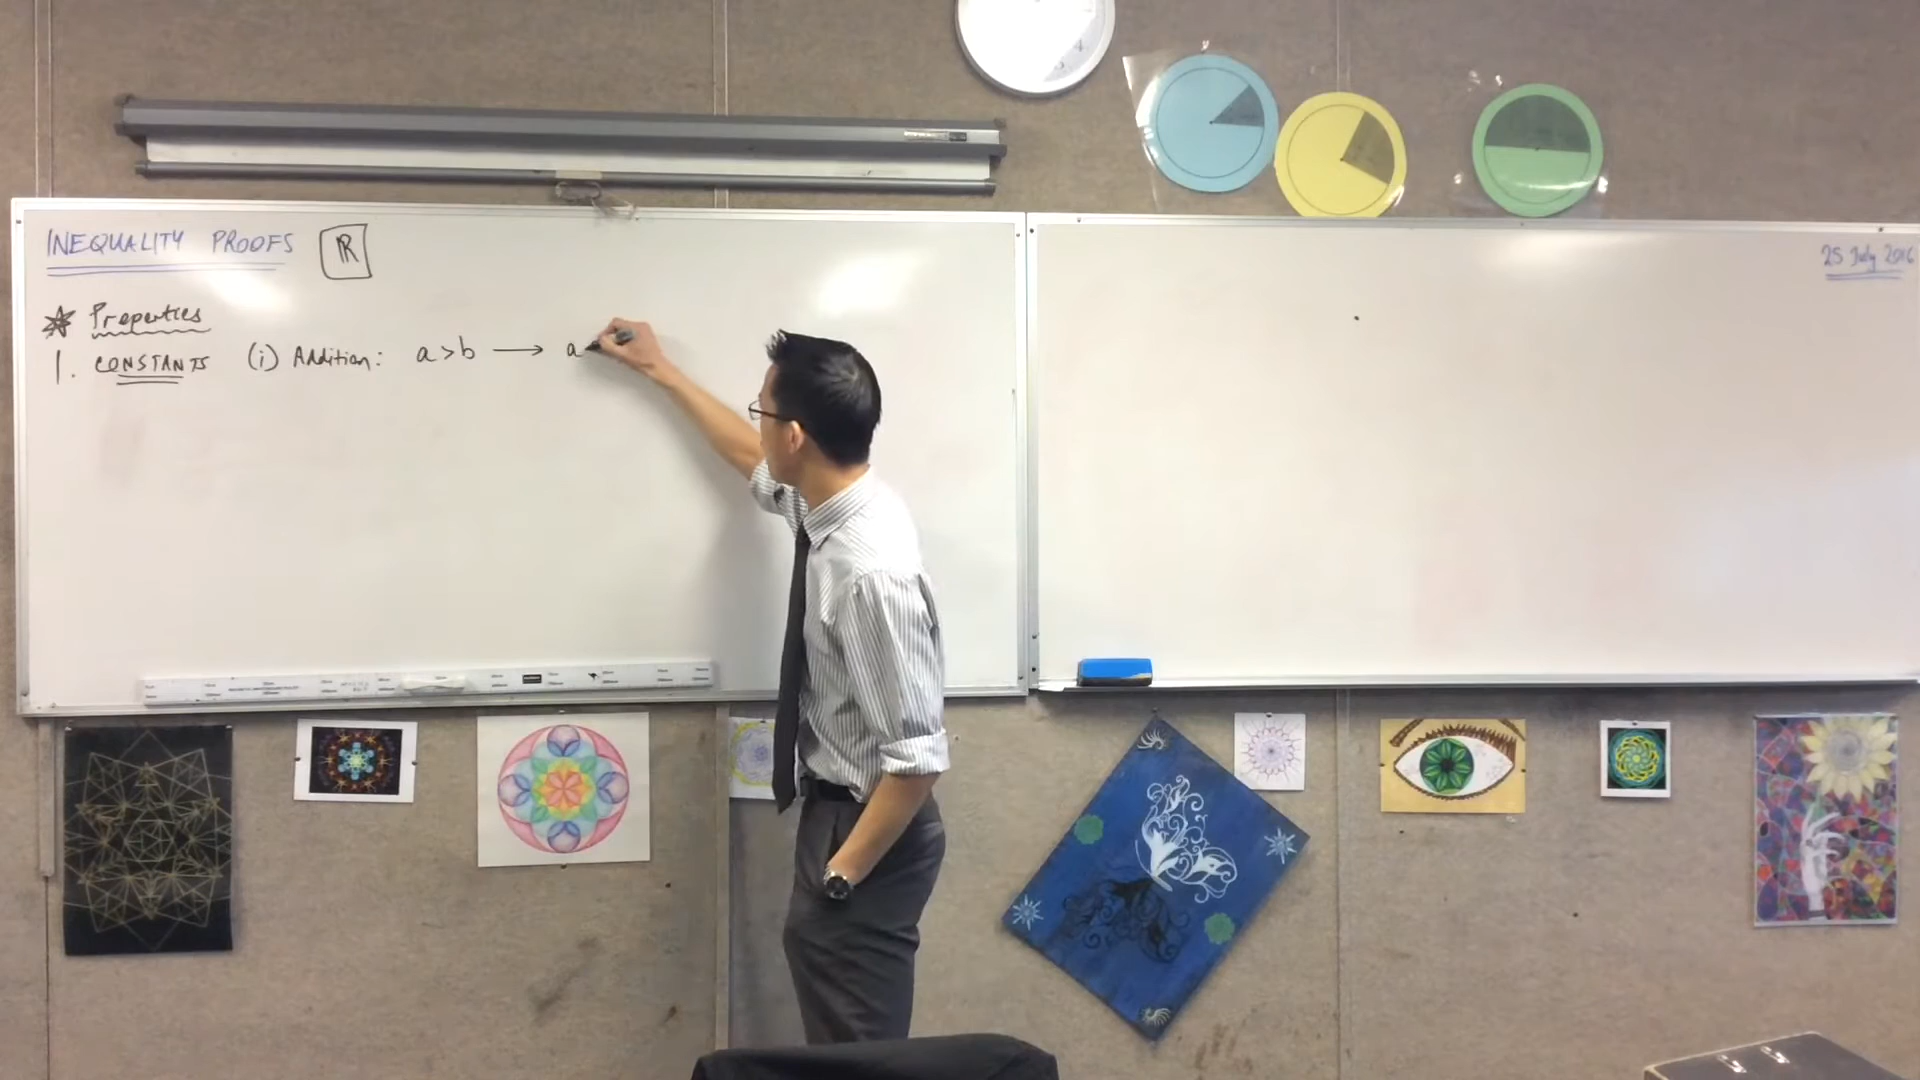 INEQUALITY PROOFS ℝ
25 July 2016
* Properties
1. CONSTANTS (i) Addition: a > b ⟶ a